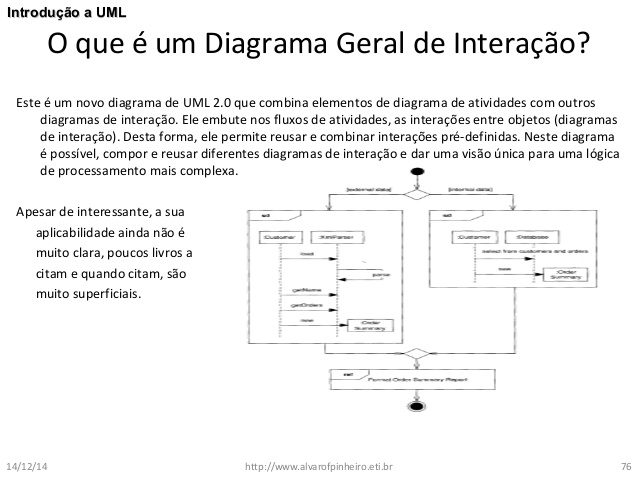 Introdução a UML
O que é um Diagrama Geral de Interação?
Este é um novo diagrama de UML 2.0 que combina elementos de diagrama de atividades com outros
diagramas de interação. Ele embute nos fluxos de atividades, as interações entre objetos (diagramas
de interação). Desta forma, ele permite reusar e combinar interações pré-definidas. Neste diagrama
é possível, compor e reusar diferentes diagramas de interação e dar uma visão única para uma lógica
de processamento mais complexa.
Apesar de interessante, a sua
aplicabilidade ainda não é
muito clara, poucos livros a
citam e quando citam, são
muito superficiais.
[external data]
[internal data]
sd
:Customer
:XmlParser
load
parse
getName
getOrders
new
:Order
Summary
sd
:Customer
:Database
select from customers and orders
new
:Order
Summary
Format Order Summary Report
14/12/14
http://www.alvarofpinheiro.eti.br
76